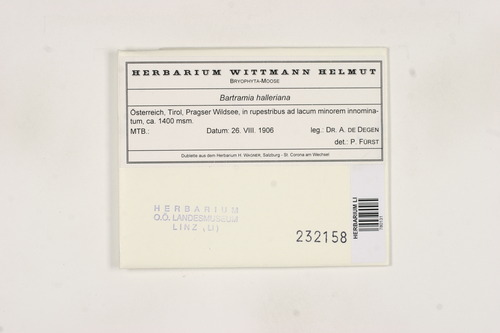 HERBARIUM WITTMANN HELMUT
BRYOPHYTA-MOOSE
Bartramia halleriana
Österreich, Tirol, Pragser Wildsee, in rupestribus ad lacum minorem innomina-
tum, ca. 1400 msm.
MTB.: Datum: 26. VIII. 1906 leg.: DR. A. DE DEGEN
det.: P. FÜRST
Dublette aus dem Herbarium H. WAGNER, Salzburg - St. Corona am Wechsel
HERBARIUM
O.Ö. LANDESMUSEUM
LINZ (LI)
232158
HERBARIUM LI